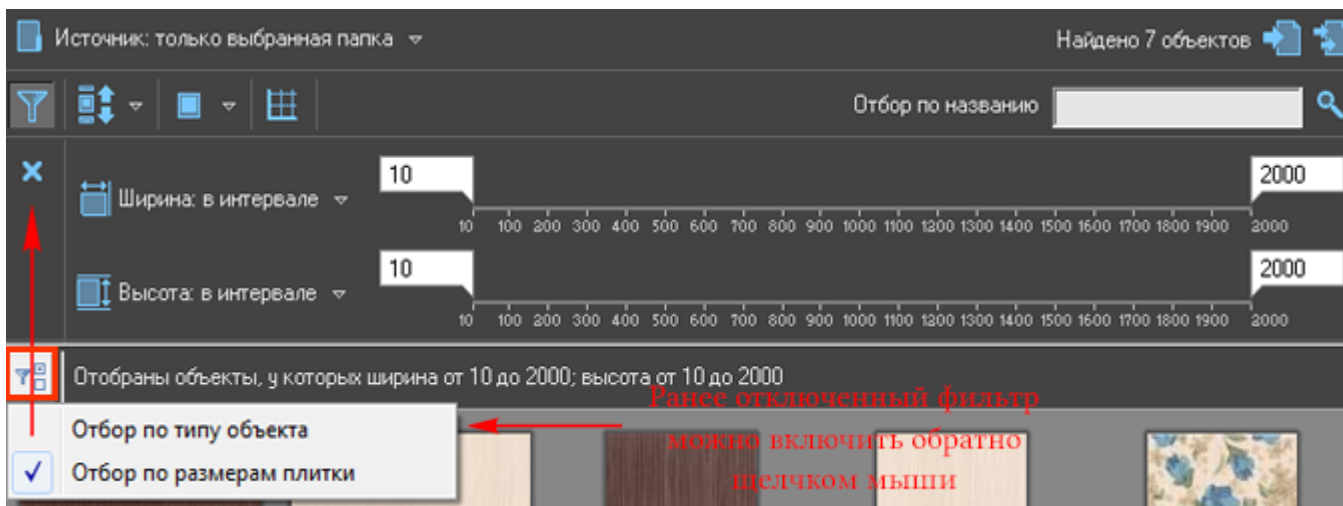 Источник: только выбранная папка
Найдено 7 объектов
Отбор по названию
10
2000
Ширина: в интервале
10 100 200 300 400 500 600 700 800 900 1000 1100 1200 1300 1400 1500 1600 1700 1800 1900 2000
10
2000
Высота: в интервале
10 100 200 300 400 500 600 700 800 900 1000 1100 1200 1300 1400 1500 1600 1700 1800 1900 2000
Отобраны объекты, у которых ширина от 10 до 2000; высота от 10 до 2000
Ранее отключенный фильтр
можно включить обратно
щелчком мыши
Отбор по типу объекта
Отбор по размерам плитки